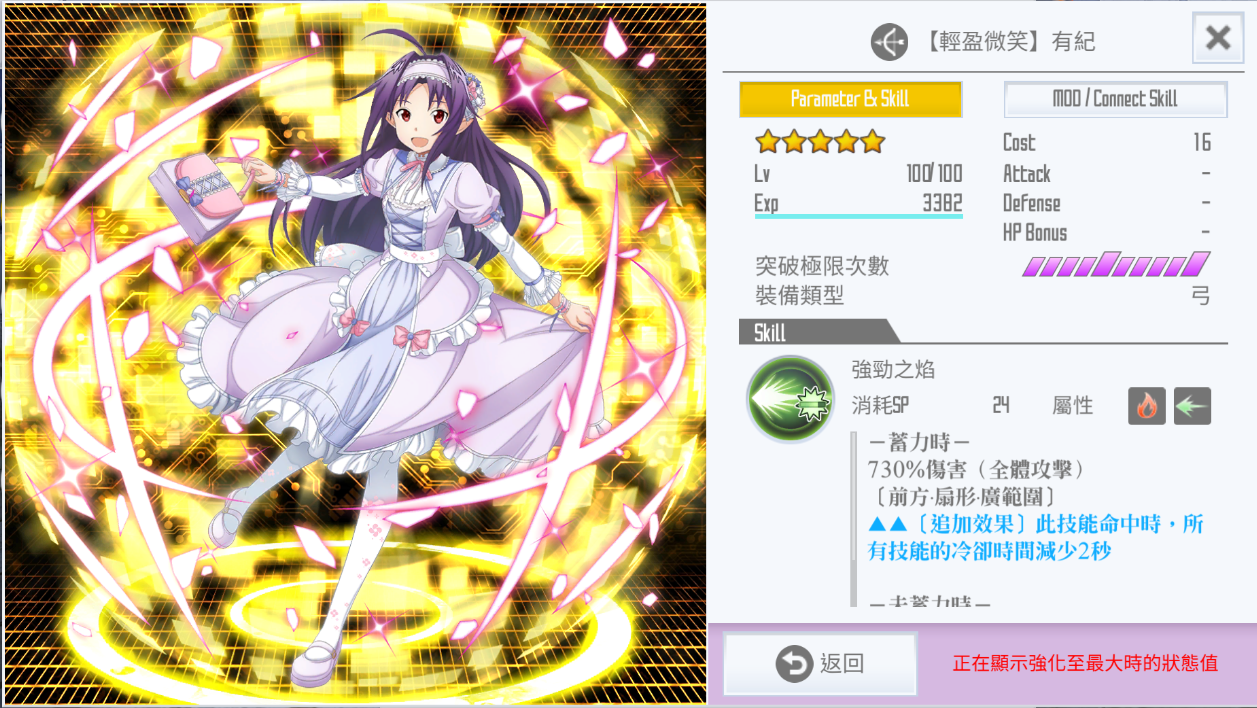 【輕盈微笑】有紀
Parameter & Skill
MOD / Connect Skill
Lv 100/100
Exp 3382
Cost 16
Attack -
Defense -
HP Bonus -
突破極限次數
裝備類型 弓
Skill
強勁之焰
消耗SP 24 屬性
－蓄力時－
730%傷害（全體攻擊）
〔前方·扇形·廣範圍〕
▲▲〔追加效果〕此技能命中時，所
有技能的冷卻時間減少2秒
－未蓄力時－
返回
正在顯示強化至最大時的狀態值